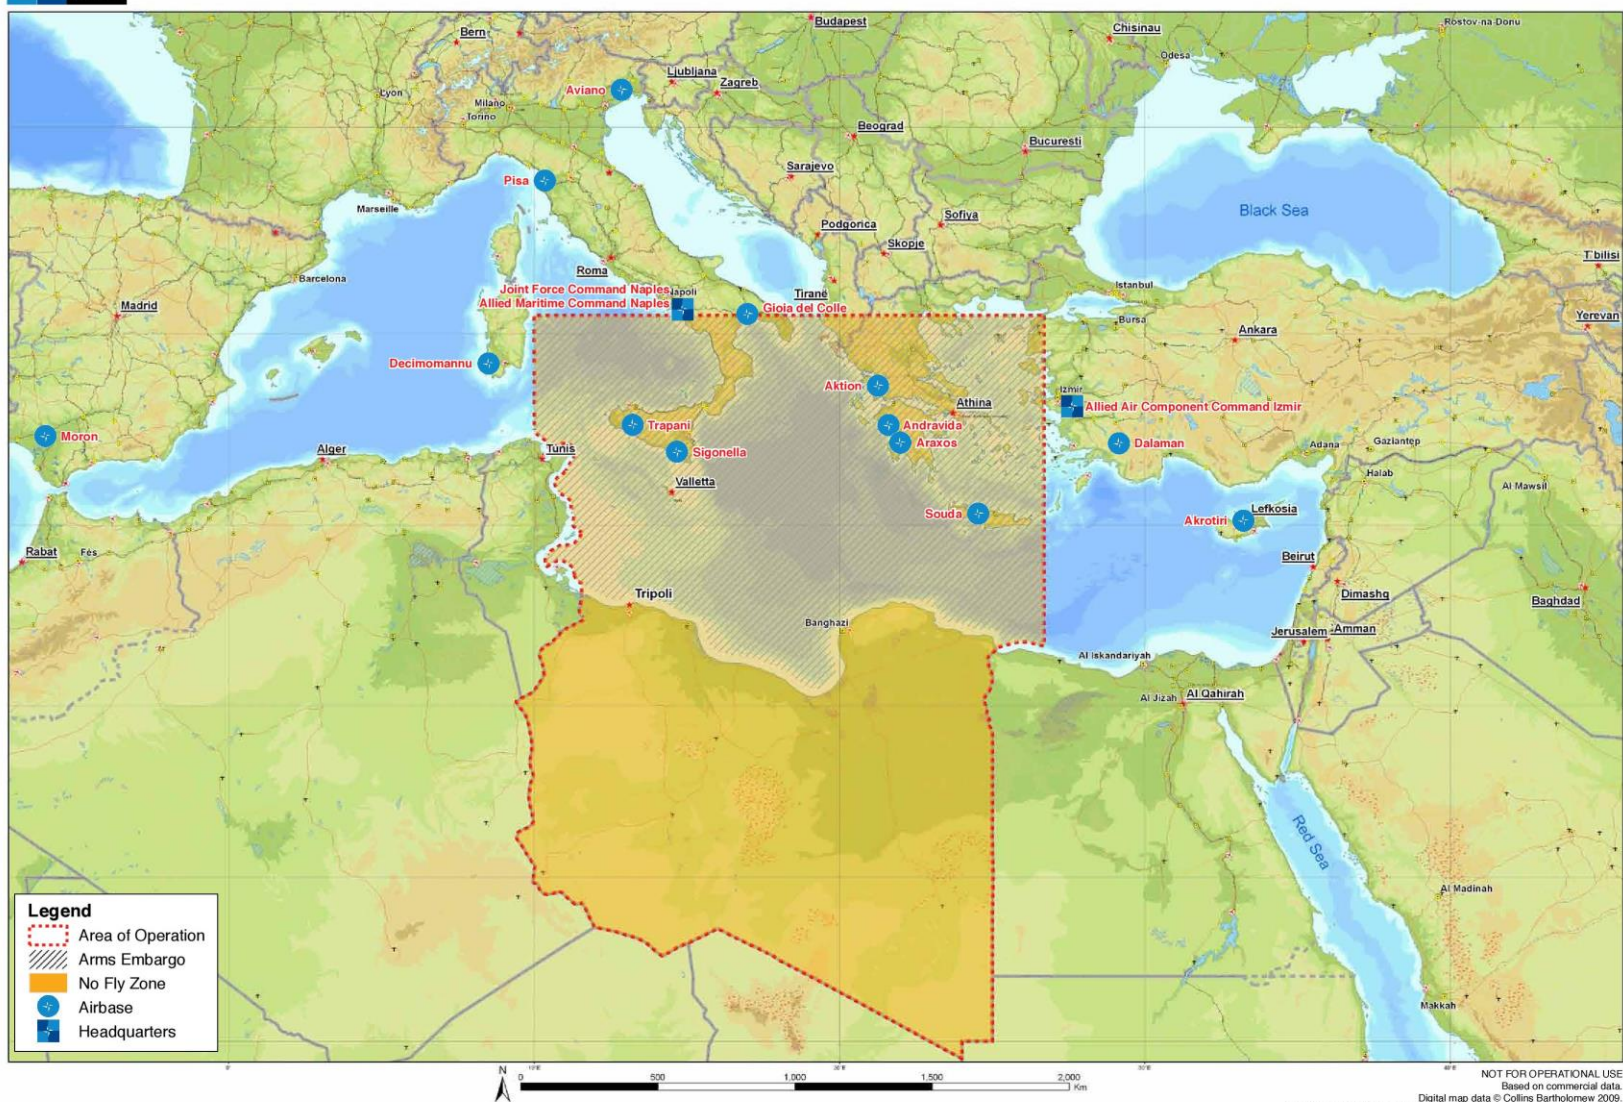 Budapest
Chisinau
Rostov-na-Donu
Bern
Odesa
Ljubljana
Zagreb
Aviano
Lyon
Milano
Torino
Beograd
Bucuresti
Sarajevo
Pisa
Marseille
Podgorica
Sofiya
Black Sea
Skopje
Barcelona
Roma
T'bilisi
Joint Force Command Naples
Napoli
Allied Maritime Command Naples
Tiranë
Istanbul
Madrid
Gioia del Colle
Bursa
Ankara
Yerevan
Decimomannu
Aktion
Izmir
Athina
Allied Air Component Command Izmir
Moron
Trapani
Andravida
Araxos
Dalaman
Adana
Gaziantep
Alger
Tunis
Sigonella
Halab
Valletta
Al Mawsil
Souda
Akrotiri
Lefkosia
Rabat
Fès
Beirut
Tripoli
Dimashq
Baghdad
Banghazi
Jerusalem
Amman
Al Iskandariyah
Al Jizah
Al Qahirah
Red Sea
Al Madinah
Makkah
Legend
Area of Operation
Arms Embargo
No Fly Zone
Airbase
Headquarters
N
0 500 1,000 1,500 2,000
Km
NOT FOR OPERATIONAL USE
Based on commercial data.
Digital map data © Collins Bartholomew 2009